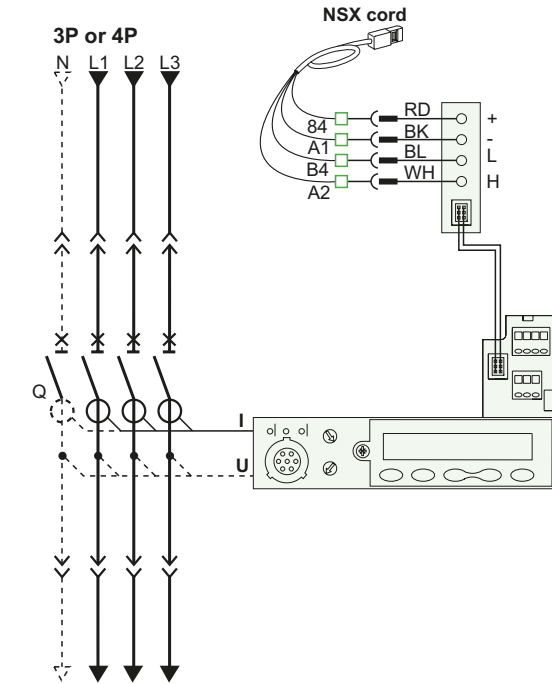 NSX cord
3P or 4P
N L1 L2 L3
84 RD +
A1 BK -
B4 BL L
A2 WH H
Q
I
U